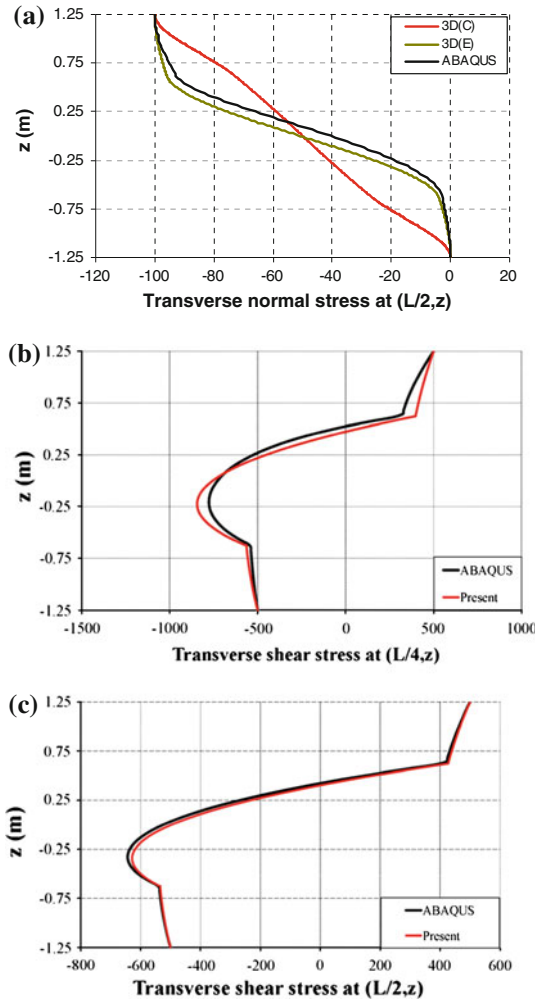 (a)
1.25
0.75
0.25
-0.25
-0.75
-1.25
z (m)
3D(C)
3D(E)
ABAQUS
-120 -100 -80 -60 -40 -20 0 20
Transverse normal stress at (L/2,z)
(b)
1.25
0.75
0.25
-0.25
-0.75
-1.25
z (m)
ABAQUS
Present
-1500 -1000 -500 0 500 1000
Transverse shear stress at (L/4,z)
(c)
1.25
0.75
0.25
-0.25
-0.75
-1.25
z (m)
ABAQUS
Present
-800 -600 -400 -200 0 200 400 600
Transverse shear stress at (L/2,z)